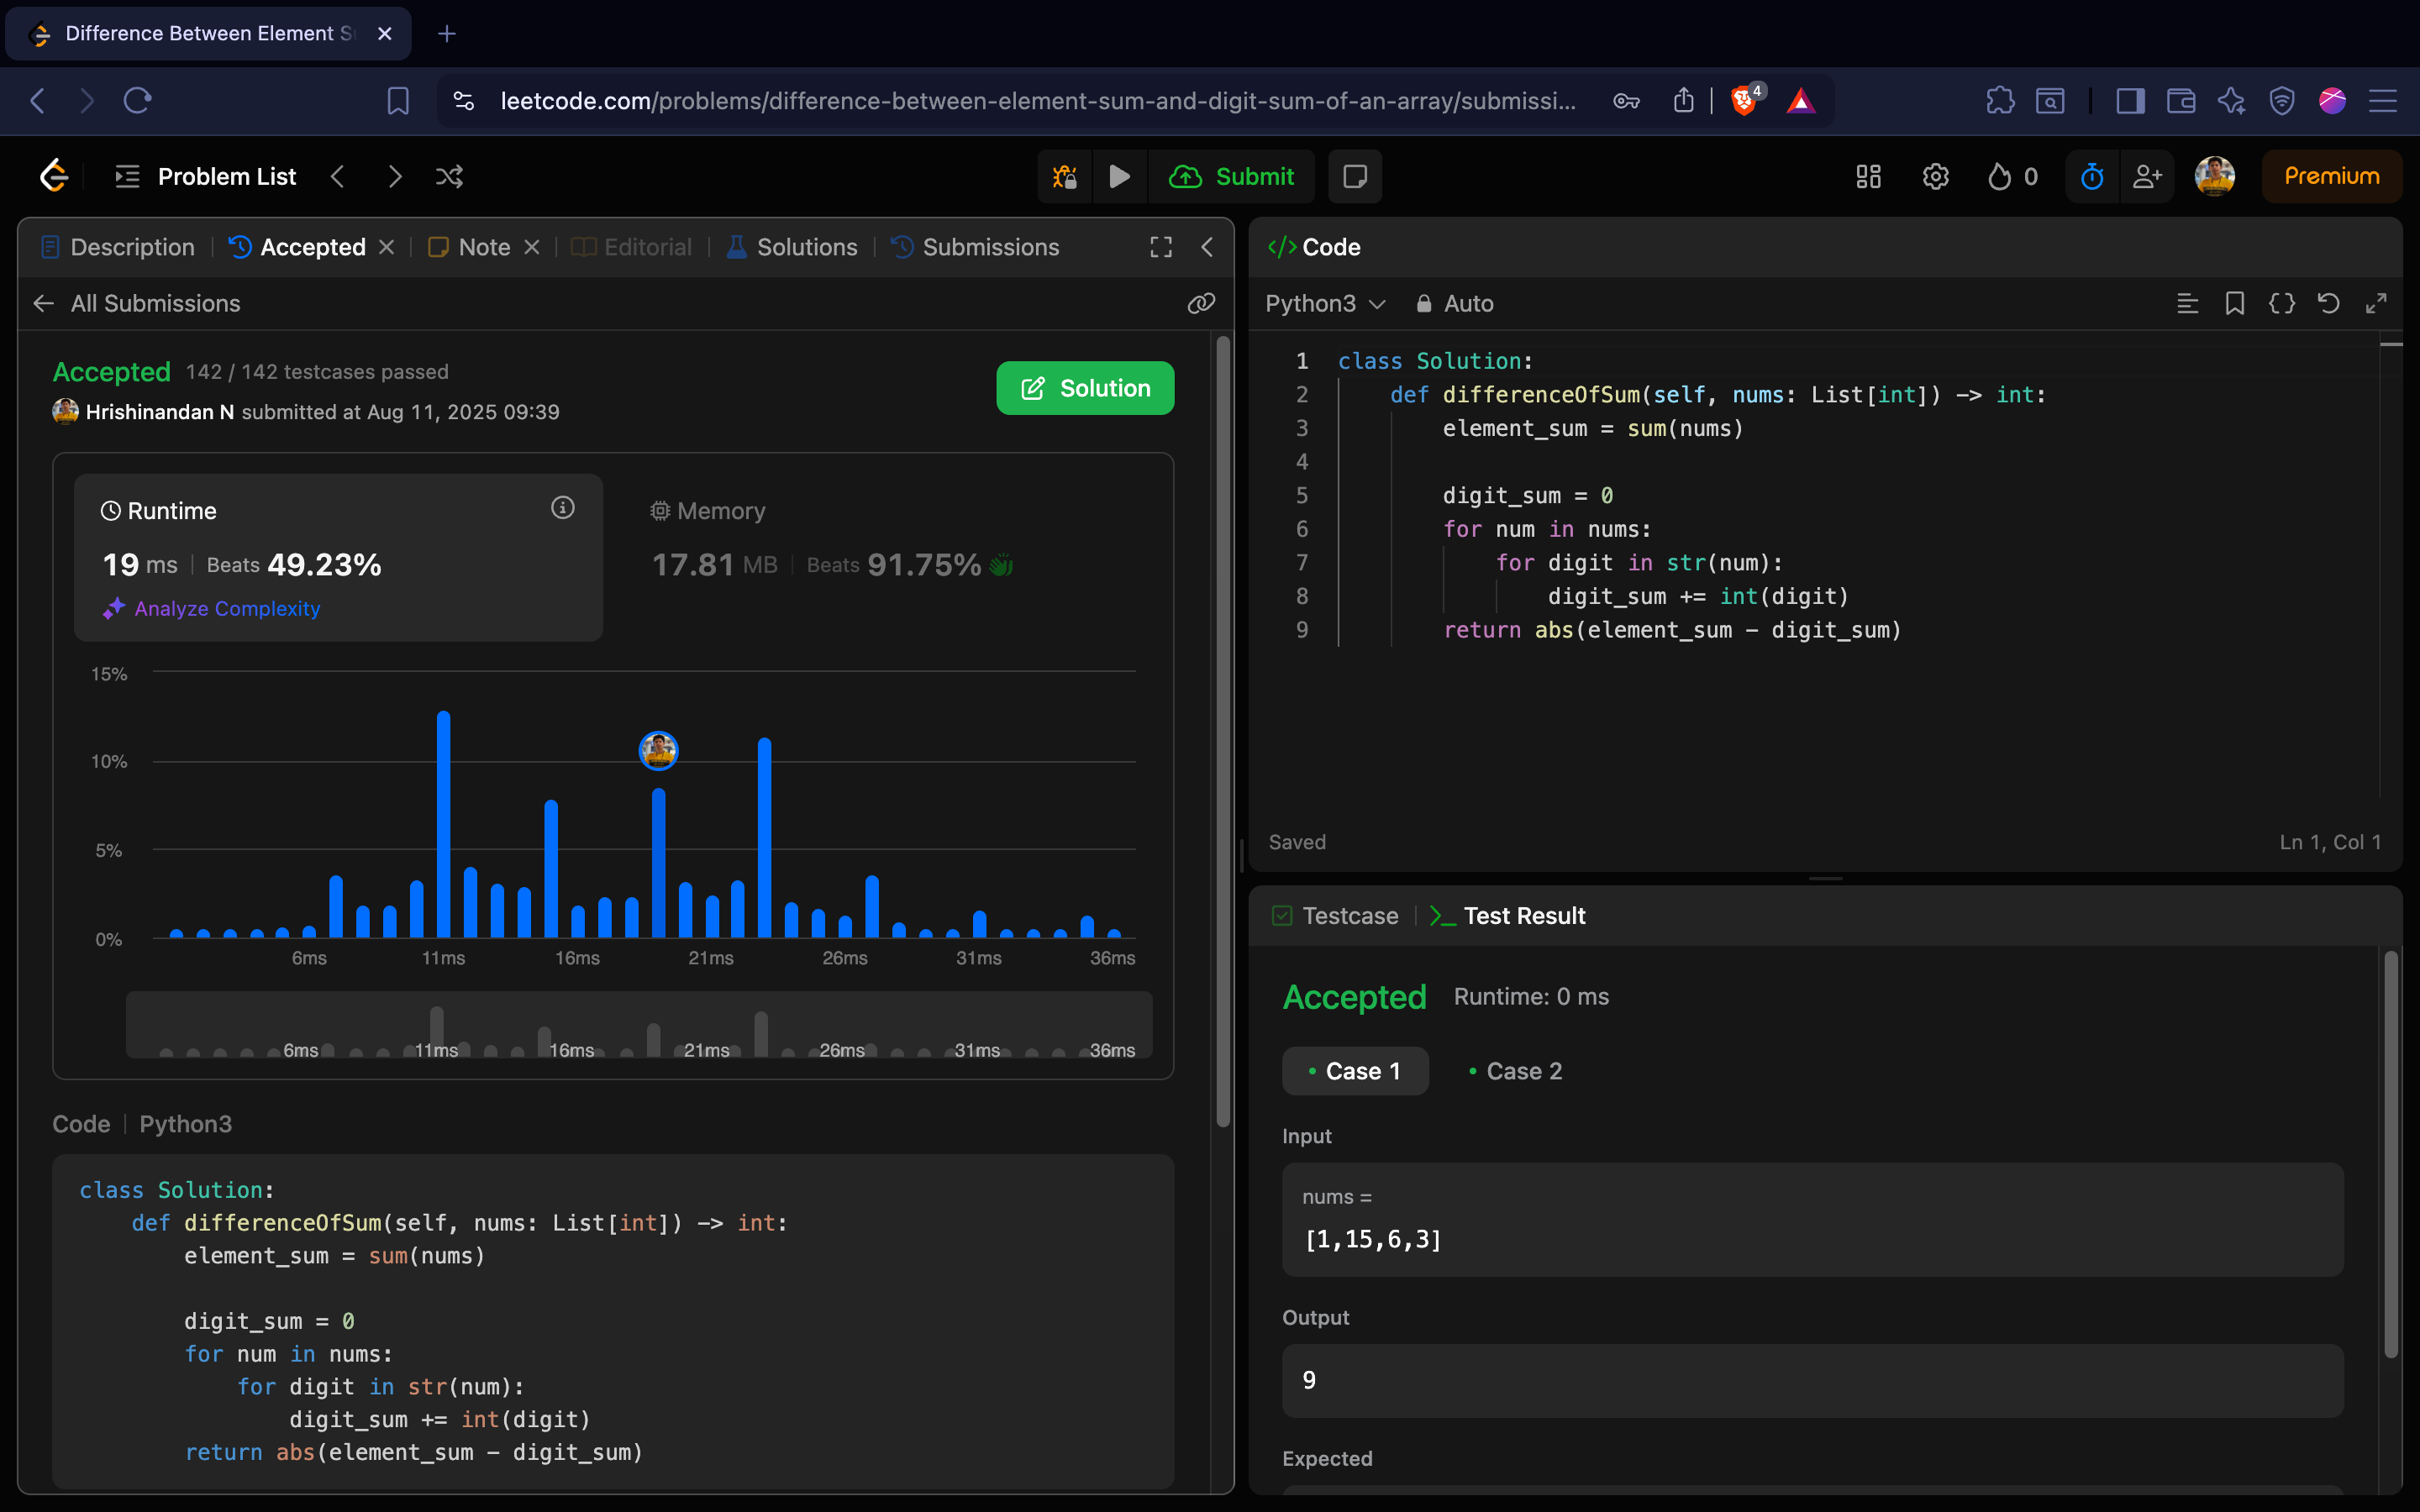 Difference Between Element S
leetcode.com/problems/difference-between-element-sum-and-digit-sum-of-an-array/submissi...
4
Problem List
Submit
0
Premium
Description
Accepted
Note
Editorial
Solutions
Submissions
All Submissions
Accepted 142 / 142 testcases passed
Hrishinandan N submitted at Aug 11, 2025 09:39
Solution
Runtime
19 ms | Beats 49.23%
Analyze Complexity
Memory
17.81 MB | Beats 91.75%
15%
10%
5%
0%
6ms 11ms 16ms 21ms 26ms 31ms 36ms
6ms 11ms 16ms 21ms 26ms 31ms 36ms
Code | Python3
class Solution:
    def differenceOfSum(self, nums: List[int]) -> int:
        element_sum = sum(nums)

        digit_sum = 0
        for num in nums:
            for digit in str(num):
                digit_sum += int(digit)
        return abs(element_sum - digit_sum)
</> Code
Python3
Auto
1 class Solution:
2     def differenceOfSum(self, nums: List[int]) -> int:
3         element_sum = sum(nums)
4
5         digit_sum = 0
6         for num in nums:
7             for digit in str(num):
8                 digit_sum += int(digit)
9         return abs(element_sum - digit_sum)
Saved
Ln 1, Col 1
Testcase
Test Result
Accepted Runtime: 0 ms
Case 1
Case 2
Input
nums =
[1,15,6,3]
Output
9
Expected